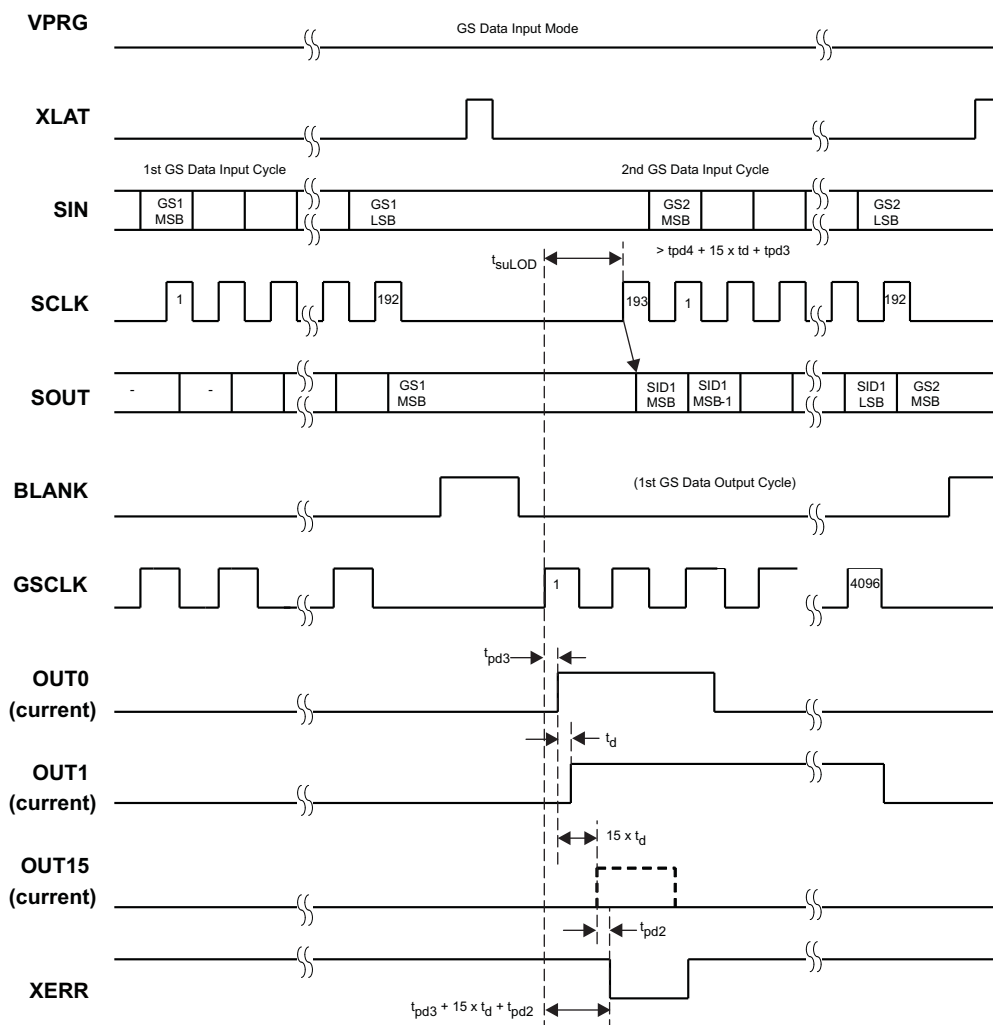 VPRG
GS Data Input Mode
XLAT
1st GS Data Input Cycle
2nd GS Data Input Cycle
SIN
GS1
MSB
GS1
LSB
GS2
MSB
GS2
LSB
tsuLOD
> tpd4 + 15 x td + tpd3
SCLK
1
192
193
1
192
SOUT
-
-
GS1
MSB
SID1
MSB
SID1
MSB-1
SID1
LSB
GS2
MSB
BLANK
(1st GS Data Output Cycle)
GSCLK
1
4096
tpd3
OUT0
(current)
td
OUT1
(current)
15 x td
OUT15
(current)
tpd2
XERR
tpd3 + 15 x td + tpd2